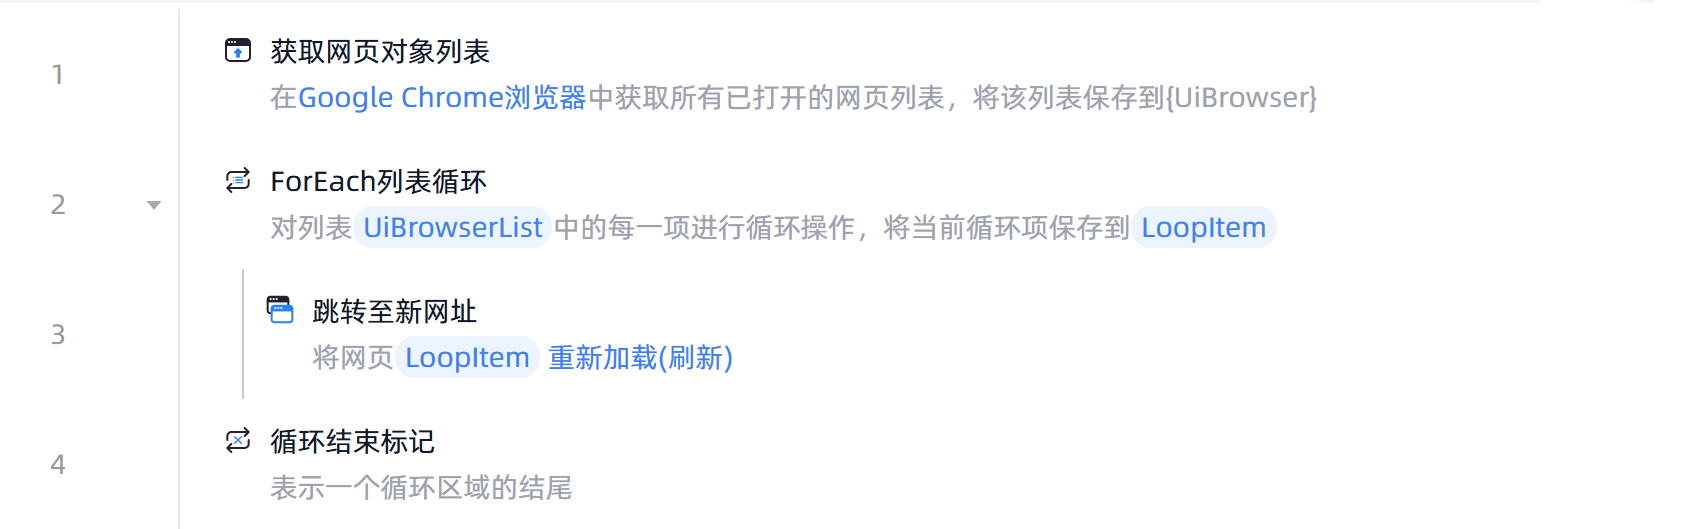 1
获取网页对象列表
在Google Chrome浏览器中获取所有已打开的网页列表，将该列表保存到{UiBrowser}
2
ForEach列表循环
对列表 UiBrowserList 中的每一项进行循环操作，将当前循环项保存到 LoopItem
3
跳转至新网址
将网页 LoopItem 重新加载(刷新)
4
循环结束标记
表示一个循环区域的结尾